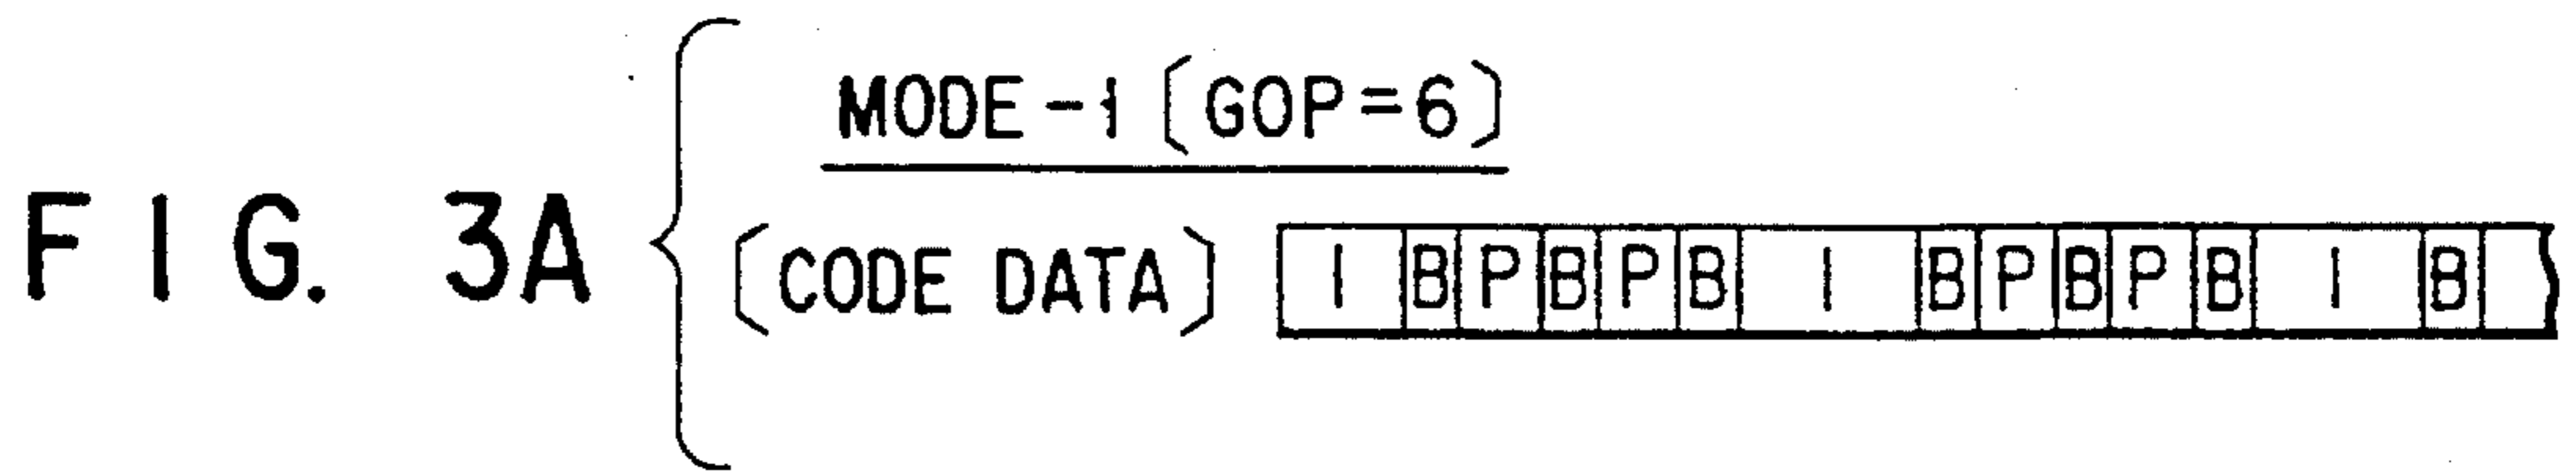 FIG. 3A
MODE-1 [GOP=6]
[CODE DATA] I B P B P B I B P B P B I B